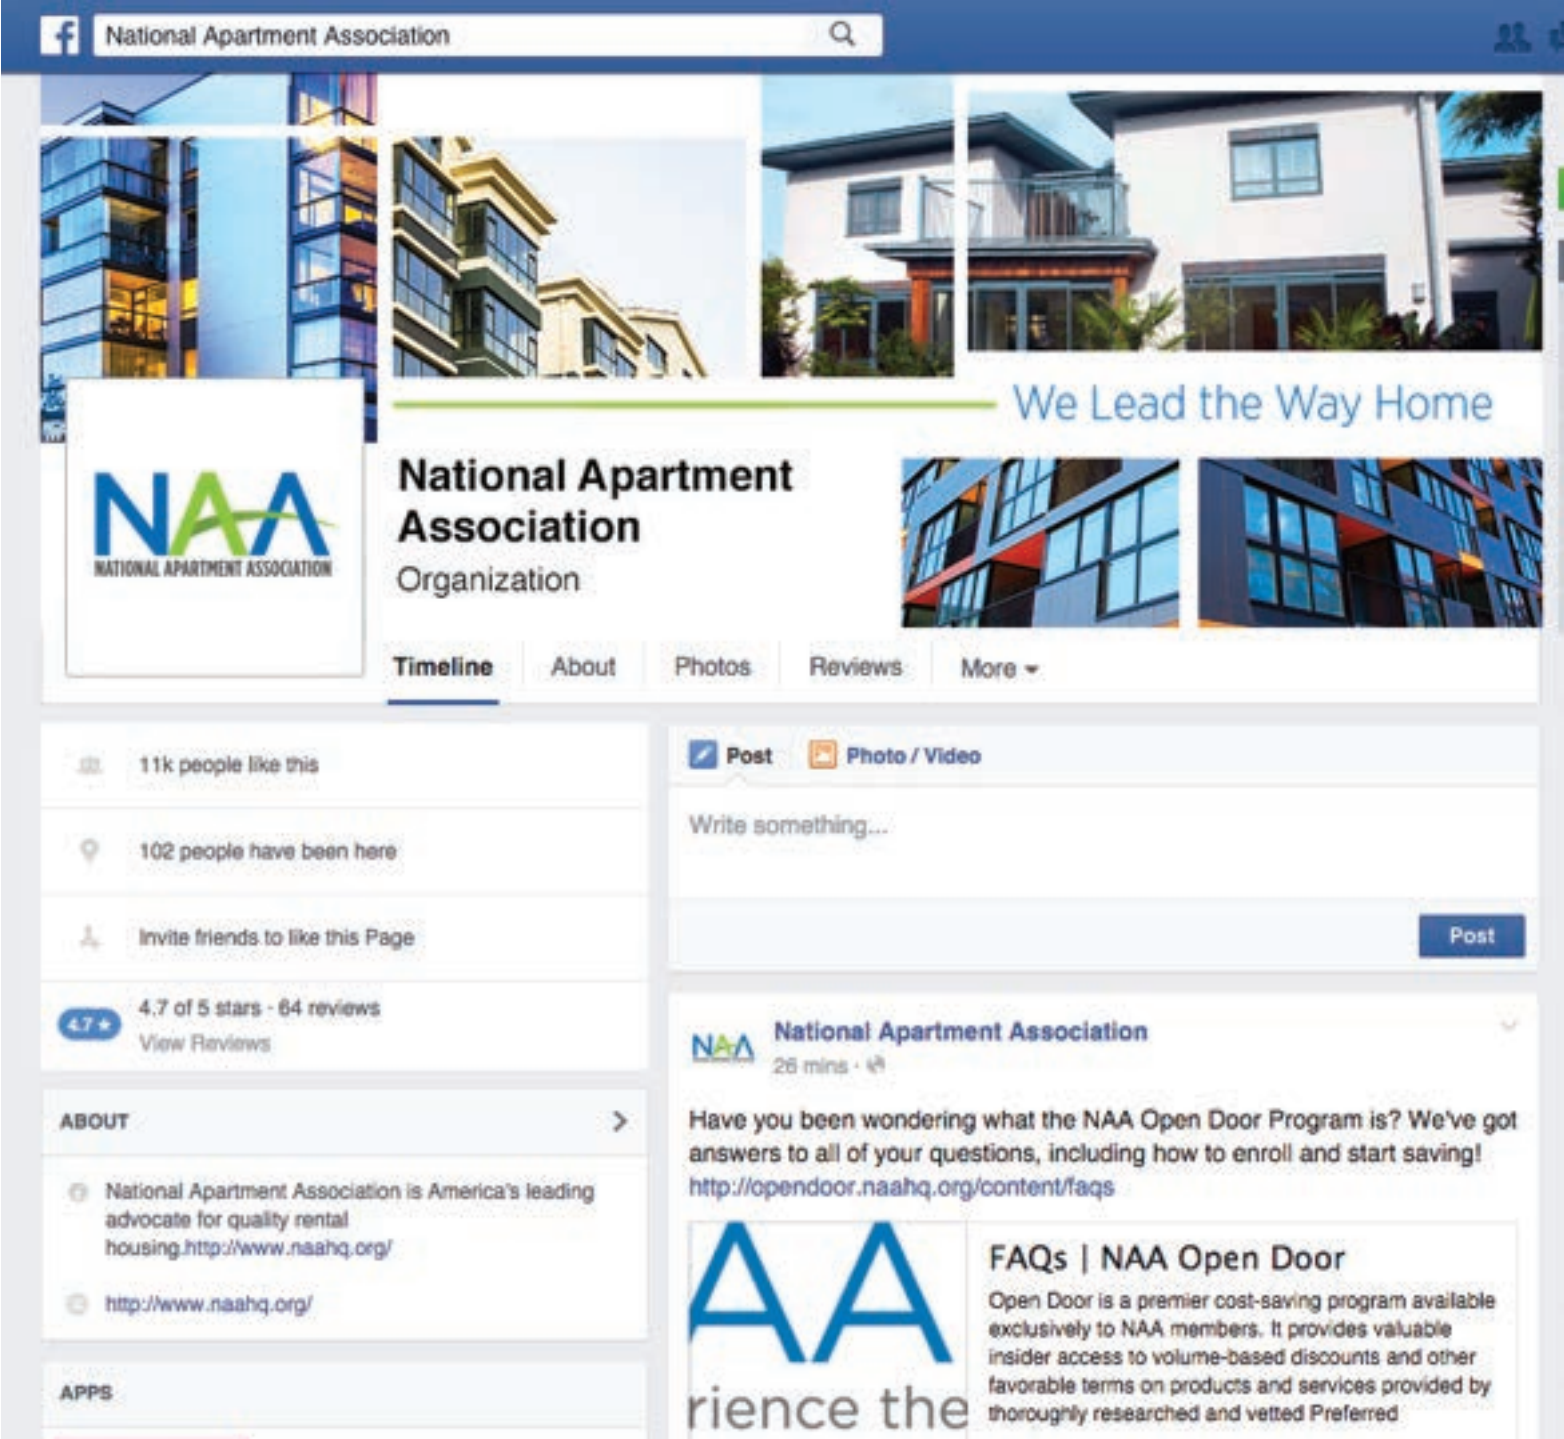 National Apartment Association
We Lead the Way Home
NAA
NATIONAL APARTMENT ASSOCIATION
National Apartment
Association
Organization
Timeline
About
Photos
Reviews
More
11k people like this
102 people have been here
Invite friends to like this Page
4.7
4.7 of 5 stars - 64 reviews
View Reviews
ABOUT
National Apartment Association is America's leading
advocate for quality rental
housing.http://www.naahq.org/
http://www.naahq.org/
APPS
Post
Photo / Video
Write something...
Post
NAA
National Apartment Association
26 mins ·
Have you been wondering what the NAA Open Door Program is? We've got
answers to all of your questions, including how to enroll and start saving!
http://opendoor.naahq.org/content/faqs
AA
rience the
FAQs | NAA Open Door
Open Door is a premier cost-saving program available
exclusively to NAA members. It provides valuable
insider access to volume-based discounts and other
favorable terms on products and services provided by
thoroughly researched and vetted Preferred